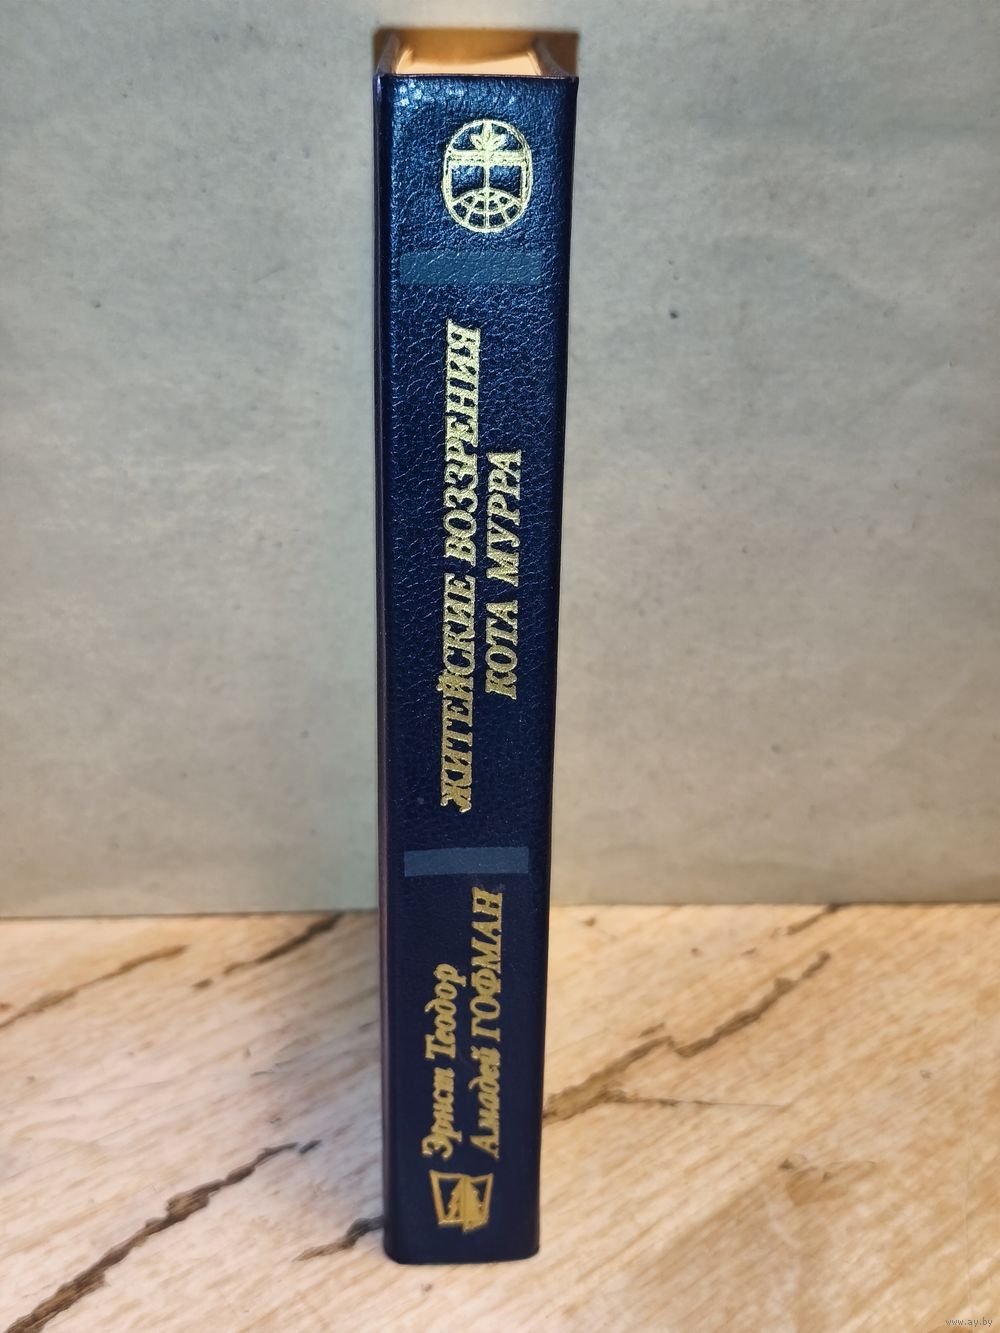 Эрнст Теодор
Амадей ГОФМАН
ЖИТЕЙСКИЕ ВОЗЗРЕНИЯ
КОТА МУРРА
www.ay.by